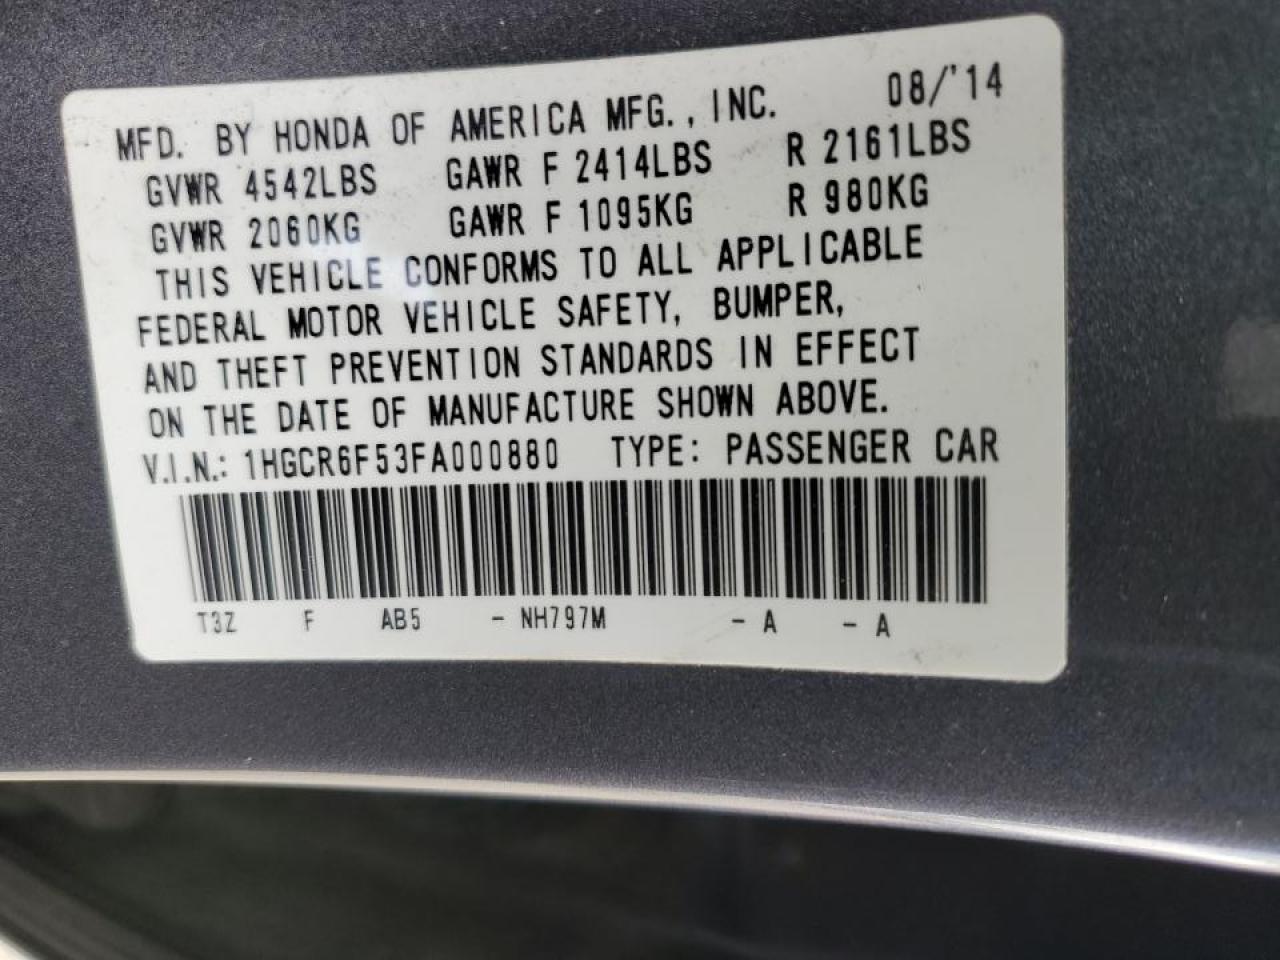 MFD. BY HONDA OF AMERICA MFG., INC. 08/'14
GVWR 4542LBS GAWR F 2414LBS R 2161LBS
GVWR 2060KG GAWR F 1095KG R 980KG
THIS VEHICLE CONFORMS TO ALL APPLICABLE
FEDERAL MOTOR VEHICLE SAFETY, BUMPER,
AND THEFT PREVENTION STANDARDS IN EFFECT
ON THE DATE OF MANUFACTURE SHOWN ABOVE.
V.I.N.: 1HGCR6F53FA000880 TYPE: PASSENGER CAR
T3Z F AB5 - NH797M - A - A